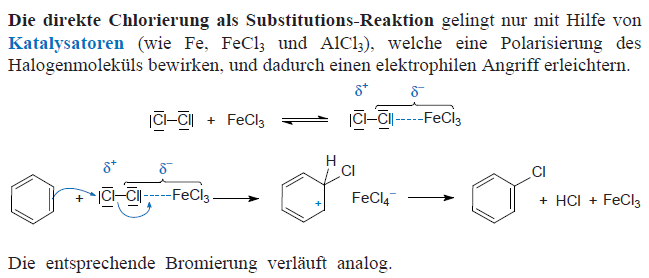 Die direkte Chlorierung als Substitutions-Reaktion gelingt nur mit Hilfe von
Katalysatoren (wie Fe, FeCl₃ und AlCl₃), welche eine Polarisierung des
Halogenmoleküls bewirken, und dadurch einen elektrophilen Angriff erleichtern.
δ⁺ δ⁻
|Cl–Cl| + FeCl₃ ⇌ |Cl–Cl|-----FeCl₃
δ⁺ δ⁻ H Cl Cl
+ |Cl–Cl|-----FeCl₃ → + FeCl₄⁻ → + HCl + FeCl₃
Die entsprechende Bromierung verläuft analog.